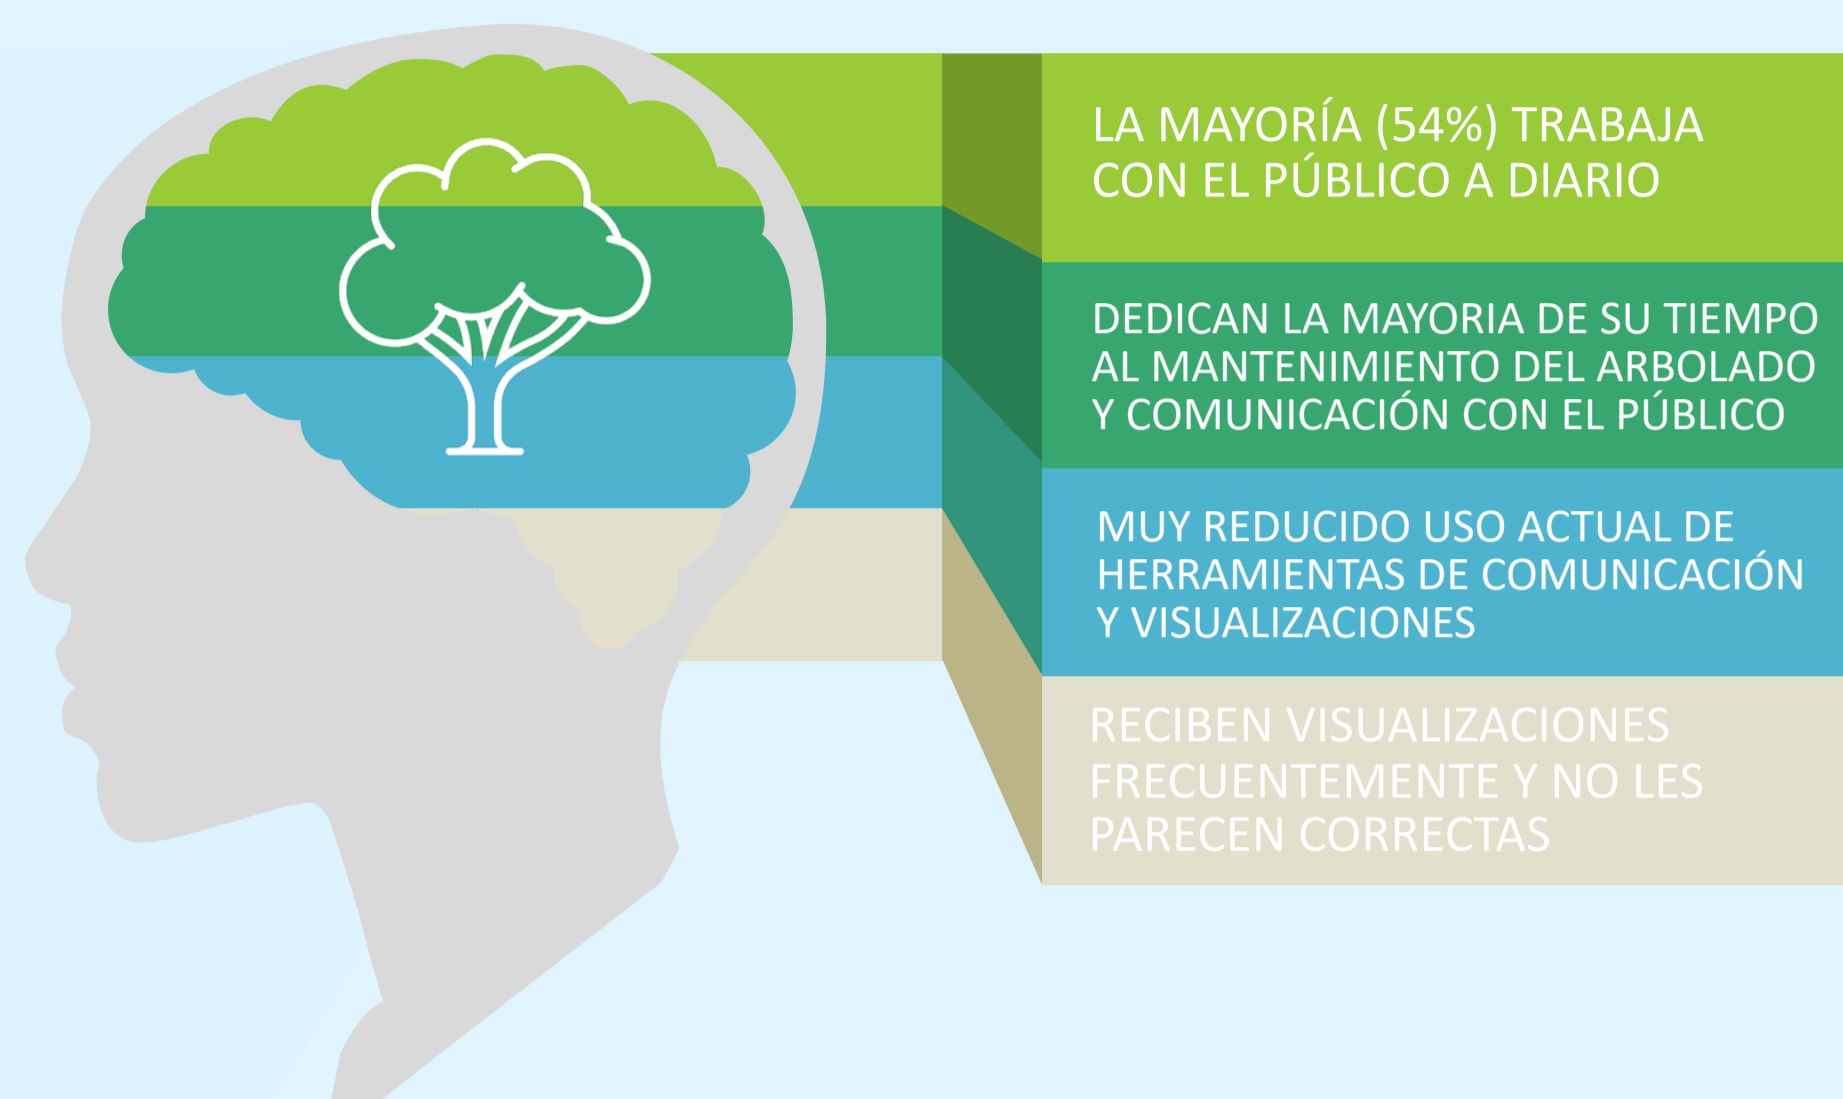 LA MAYORÍA (54%) TRABAJA
CON EL PÚBLICO A DIARIO
DEDICAN LA MAYORIA DE SU TIEMPO
AL MANTENIMIENTO DEL ARBOLADO
Y COMUNICACIÓN CON EL PÚBLICO
MUY REDUCIDO USO ACTUAL DE
HERRAMIENTAS DE COMUNICACIÓN
Y VISUALIZACIONES
RECIBEN VISUALIZACIONES
FRECUENTEMENTE Y NO LES
PARECEN CORRECTAS